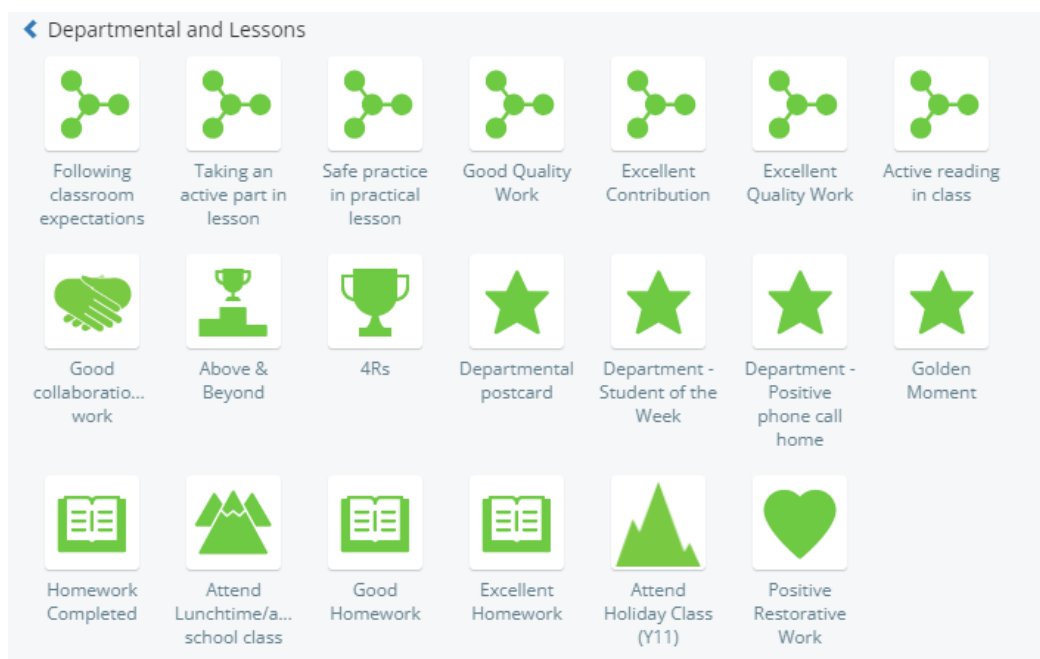 Departmental and Lessons
Following
classroom
expectations
Taking an
active part in
lesson
Safe practice
in practical
lesson
Good Quality
Work
Excellent
Contribution
Excellent
Quality Work
Active reading
in class
Good
collaboratio...
work
Above &
Beyond
4Rs
Departmental
postcard
Department -
Student of the
Week
Department -
Positive
phone call
home
Golden
Moment
Homework
Completed
Attend
Lunchtime/a...
school class
Good
Homework
Excellent
Homework
Attend
Holiday Class
(Y11)
Positive
Restorative
Work